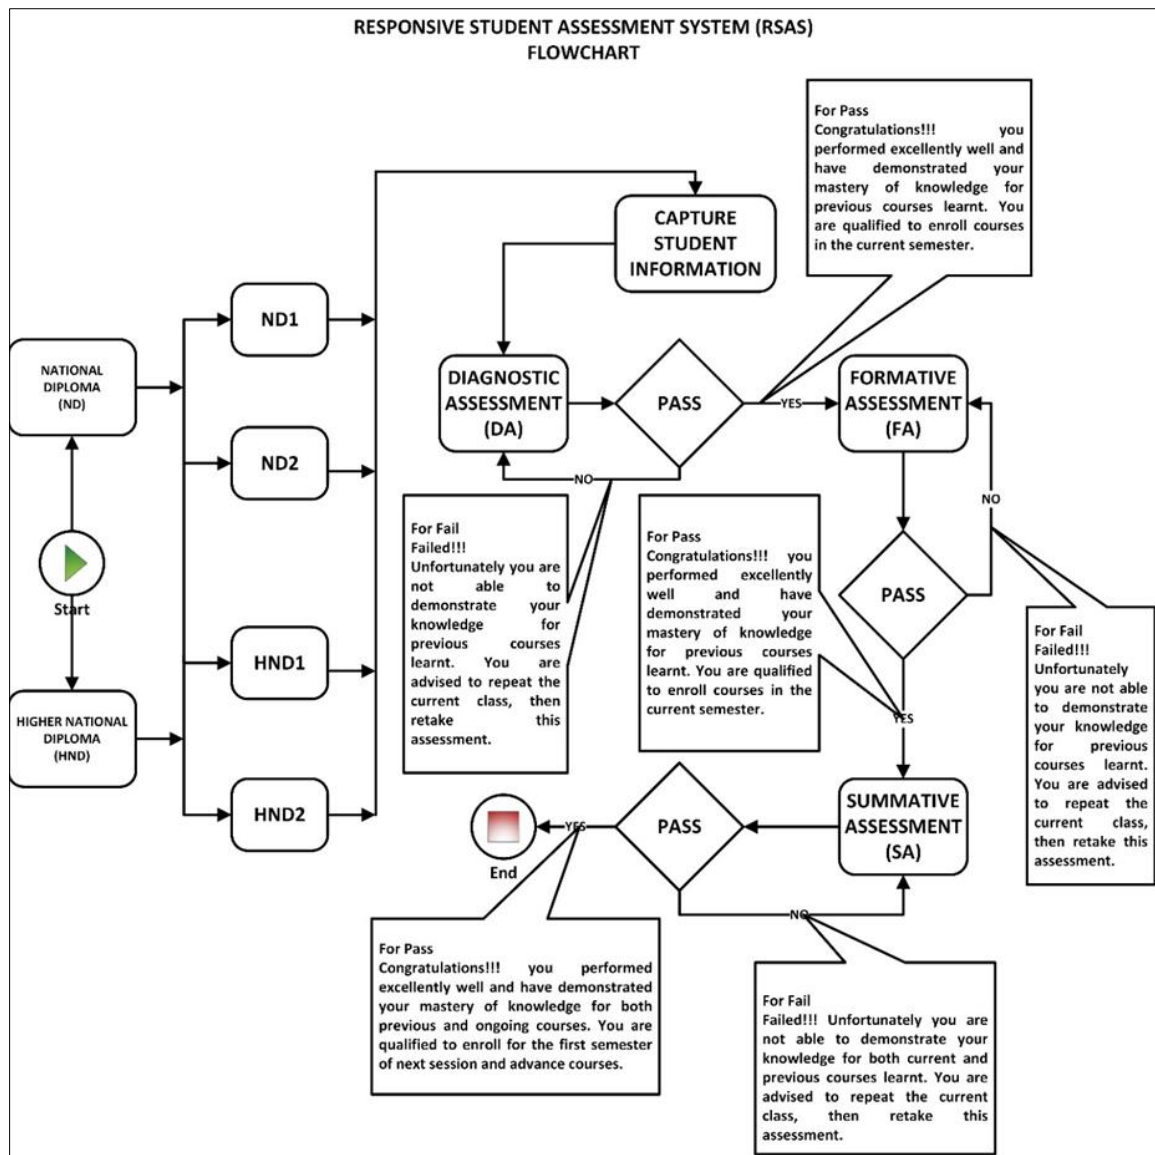 RESPONSIVE STUDENT ASSESSMENT SYSTEM (RSAS)
FLOWCHART
For Pass
Congratulations!!! you
performed excellently well and
have demonstrated your
mastery of knowledge for
previous courses learnt. You
are qualified to enroll courses
in the current semester.
CAPTURE
STUDENT
INFORMATION
ND1
NATIONAL
DIPLOMA
(ND)
DIAGNOSTIC
ASSESSMENT
(DA)
PASS
YES
FORMATIVE
ASSESSMENT
(FA)
ND2
NO
NO
For Fail
Failed!!!
Unfortunately you are
not able to
demonstrate your
knowledge for
previous courses
learnt. You are
advised to repeat the
current class, then
retake this
assessment.
For Pass
Congratulations!!! you
performed excellently
well and have
demonstrated your
mastery of knowledge
for previous courses
learnt. You are qualified
to enroll courses in the
current semester.
PASS
Start
For Fail
Failed!!!
Unfortunately
you are not able
to demonstrate
your knowledge
for previous
courses learnt.
You are advised
to repeat the
current class,
then retake this
assessment.
HND1
YES
HIGHER NATIONAL
DIPLOMA
(HND)
HND2
End
YES
PASS
SUMMATIVE
ASSESSMENT
(SA)
NO
For Pass
Congratulations!!! you performed
excellently well and have demonstrated
your mastery of knowledge for both
previous and ongoing courses. You are
qualified to enroll for the first semester
of next session and advance courses.
For Fail
Failed!!! Unfortunately you are
not able to demonstrate your
knowledge for both current and
previous courses learnt. You are
advised to repeat the current
class, then retake this
assessment.